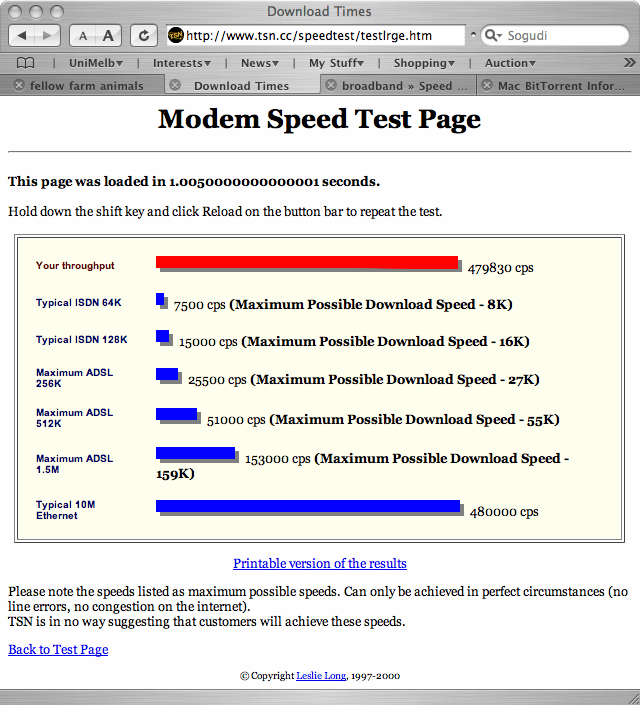 Download Times
A A http://www.tsn.cc/speedtest/testlrge.htm Sogudi
UniMelb Interests News My Stuff Shopping Auction
fellow farm animals Download Times broadband » Speed ... Mac BitTorrent Infor...
Modem Speed Test Page
This page was loaded in 1.0050000000000001 seconds.
Hold down the shift key and click Reload on the button bar to repeat the test.
Your throughput 479830 cps
Typical ISDN 64K 7500 cps (Maximum Possible Download Speed - 8K)
Typical ISDN 128K 15000 cps (Maximum Possible Download Speed - 16K)
Maximum ADSL
256K 25500 cps (Maximum Possible Download Speed - 27K)
Maximum ADSL
512K 51000 cps (Maximum Possible Download Speed - 55K)
Maximum ADSL
1.5M 153000 cps (Maximum Possible Download Speed -
159K)
Typical 10M
Ethernet 480000 cps
Printable version of the results
Please note the speeds listed as maximum possible speeds. Can only be achieved in perfect circumstances (no
line errors, no congestion on the internet).
TSN is in no way suggesting that customers will achieve these speeds.
Back to Test Page
© Copyright Leslie Long, 1997-2000